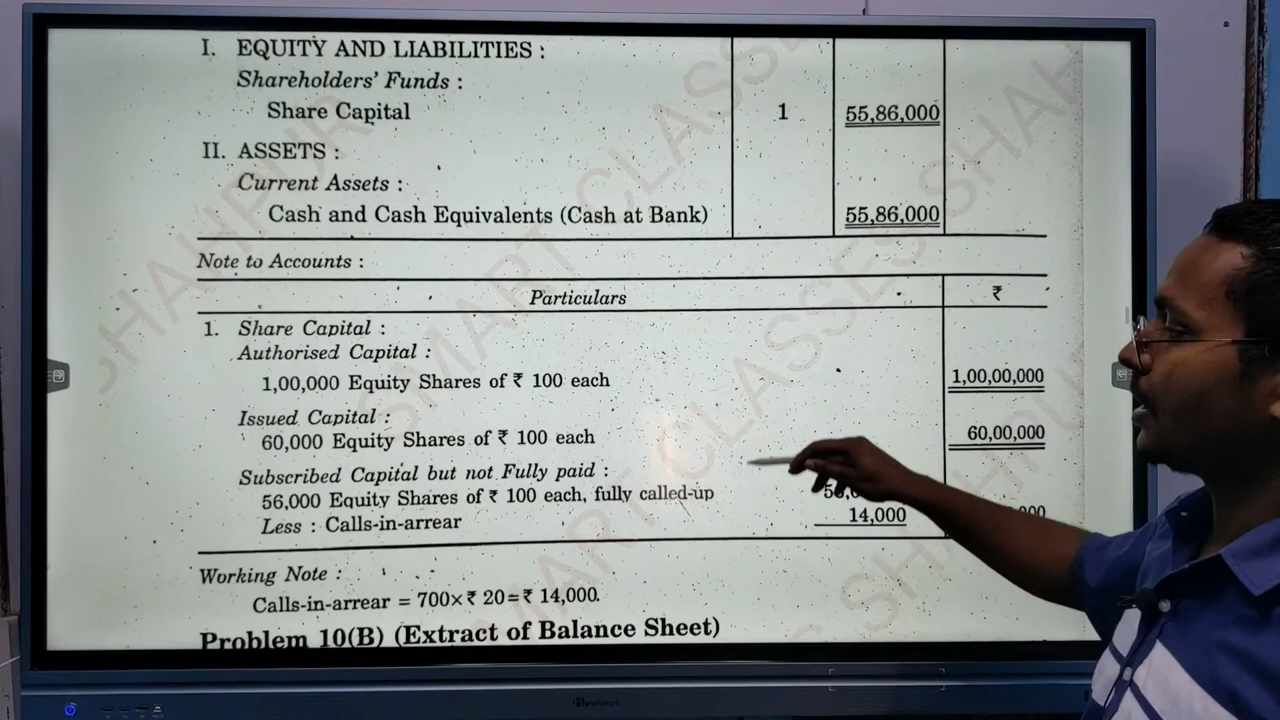 I. EQUITY AND LIABILITIES :
Shareholders' Funds :
Share Capital 1 55,86,000
II. ASSETS :
Current Assets :
Cash and Cash Equivalents (Cash at Bank) 55,86,000
Note to Accounts :
Particulars ₹
1. Share Capital :
Authorised Capital :
1,00,000 Equity Shares of ₹ 100 each 1,00,00,000
Issued Capital :
60,000 Equity Shares of ₹ 100 each 60,00,000
Subscribed Capital but not Fully paid :
56,000 Equity Shares of ₹ 100 each, fully called-up
Less : Calls-in-arrear 14,000
Working Note :
Calls-in-arrear = 700×₹ 20=₹ 14,000.
Problem 10(B) (Extract of Balance Sheet)
SMART CLASSES SHAHPUR
Benchmark